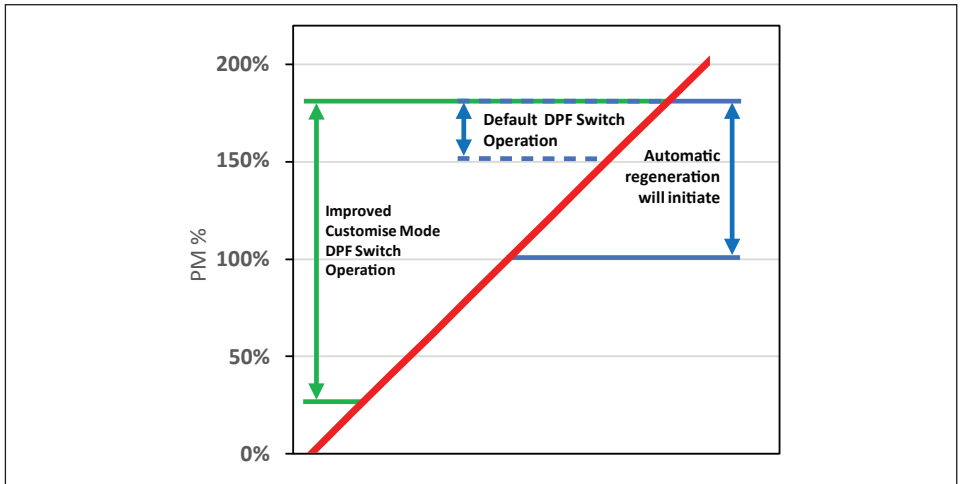 200%
150%
100%
50%
0%
PM %
Default DPF Switch
Operation
Automatic
regeneration
will initiate
Improved
Customise Mode
DPF Switch
Operation